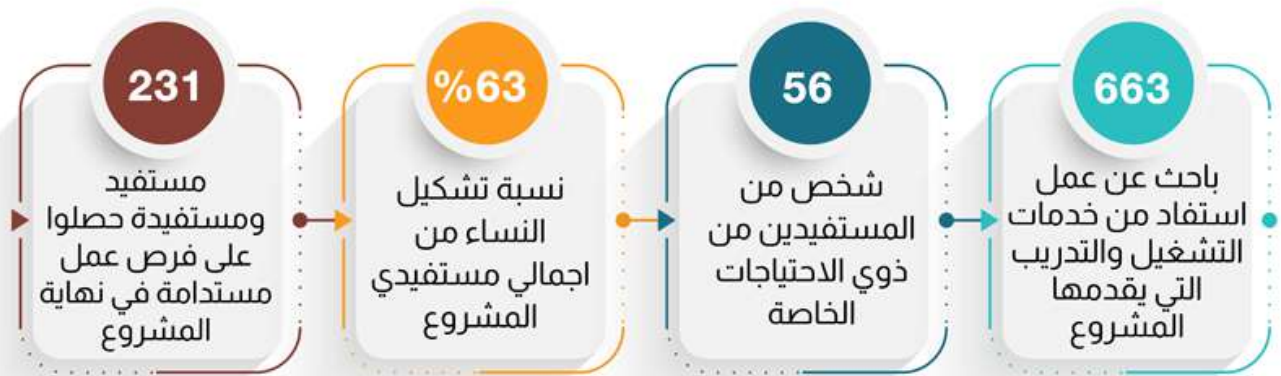 663
باحث عن عمل
استفاد من خدمات
التشغيل والتدريب
التي يقدمها
المشروع
56
شخص من
المستفيدين من
ذوي الاحتياجات
الخاصة
%63
نسبة تشكيل
النساء من
اجمالي مستفيدي
المشروع
231
مستفيد
ومستفيدة حصلوا
على فرص عمل
مستدامة في نهاية
المشروع